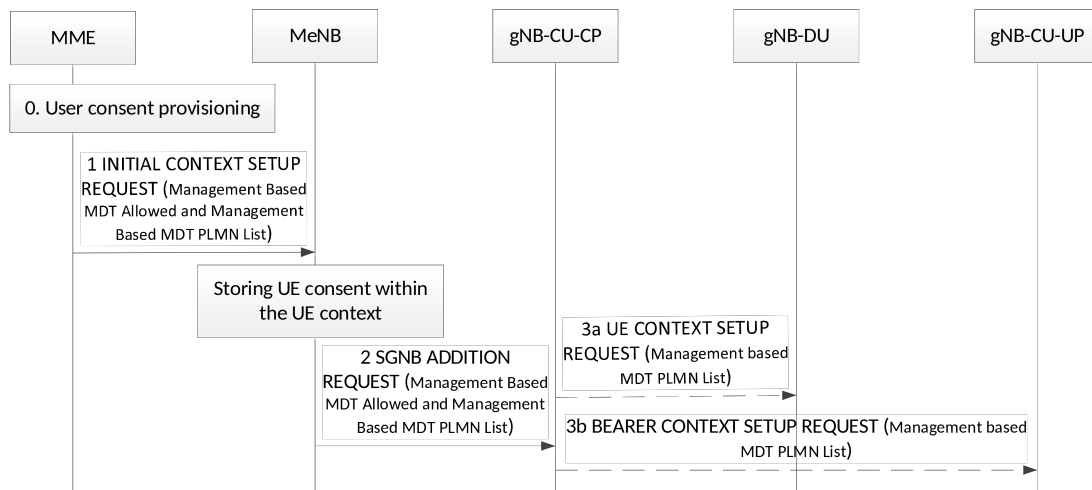 MME
MeNB
gNB-CU-CP
gNB-DU
gNB-CU-UP
0. User consent provisioning
1 INITIAL CONTEXT SETUP
REQUEST (Management Based
MDT Allowed and Management
Based MDT PLMN List)
Storing UE consent within
the UE context
2 SGNB ADDITION
REQUEST (Management Based
MDT Allowed and Management
Based MDT PLMN List)
3a UE CONTEXT SETUP
REQUEST (Management based
MDT PLMN List)
3b BEARER CONTEXT SETUP REQUEST (Management based
MDT PLMN List)